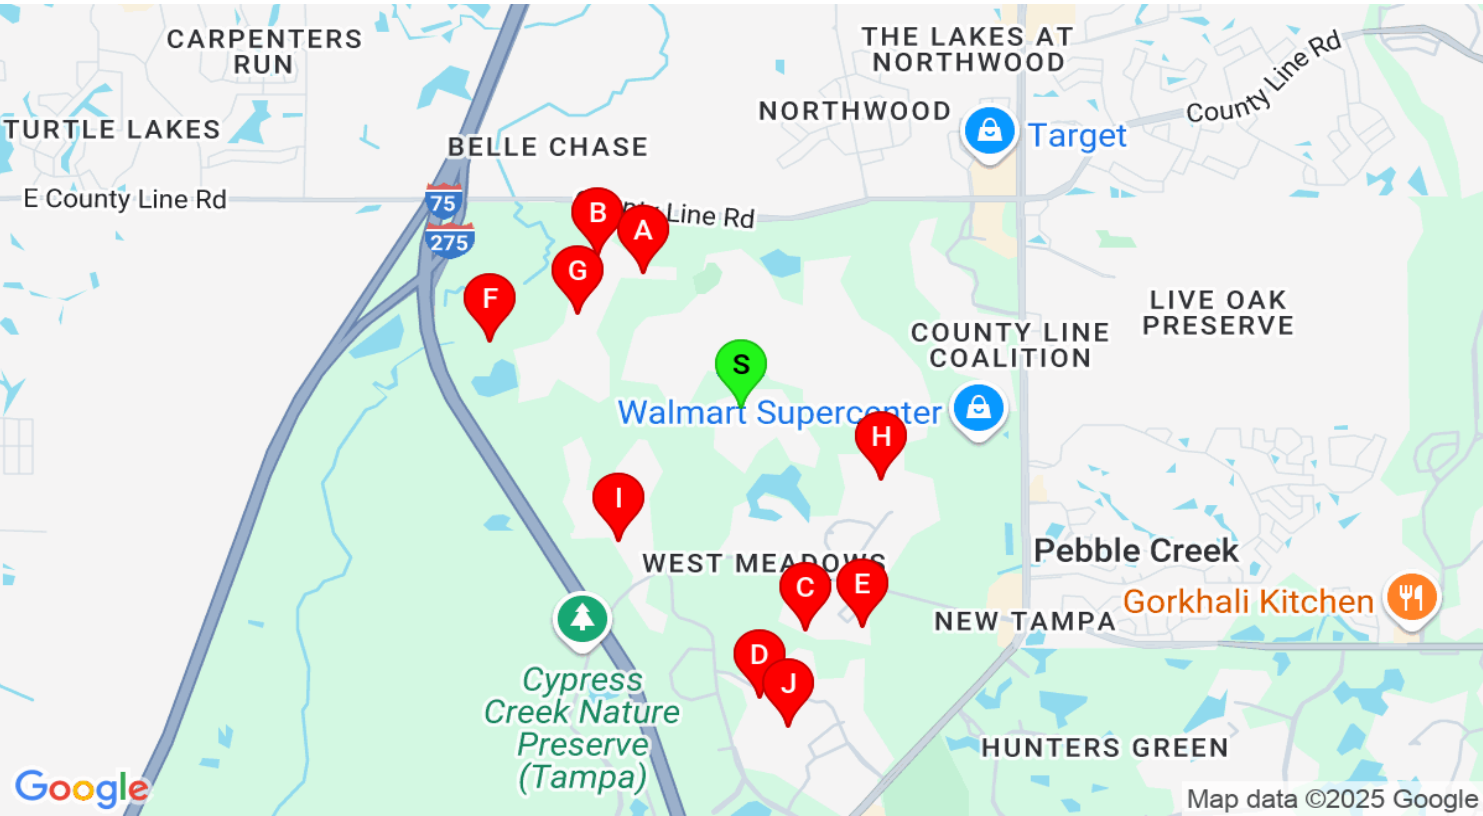 CARPENTERS
RUN
THE LAKES AT
NORTHWOOD
County Line Rd
NORTHWOOD
Target
TURTLE LAKES
BELLE CHASE
E County Line Rd
75
275
Line Rd
B
A
G
F
LIVE OAK
PRESERVE
COUNTY LINE
COALITION
S
Walmart Supercenter
H
I
WEST MEADOWS
Pebble Creek
C
E
Gorkhali Kitchen
NEW TAMPA
D
J
Cypress
Creek Nature
Preserve
(Tampa)
HUNTERS GREEN
Google
Map data ©2025 Google